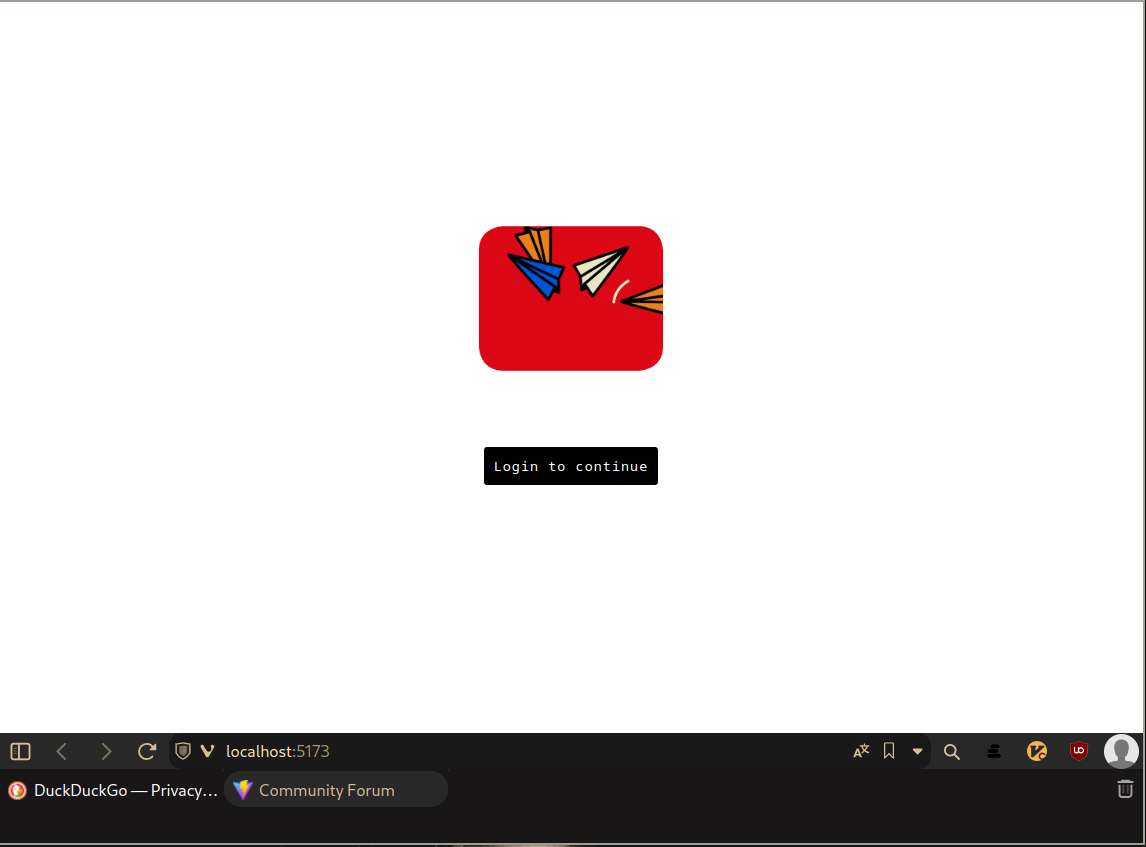 Login to continue
localhost:5173
DuckDuckGo — Privacy...
Community Forum